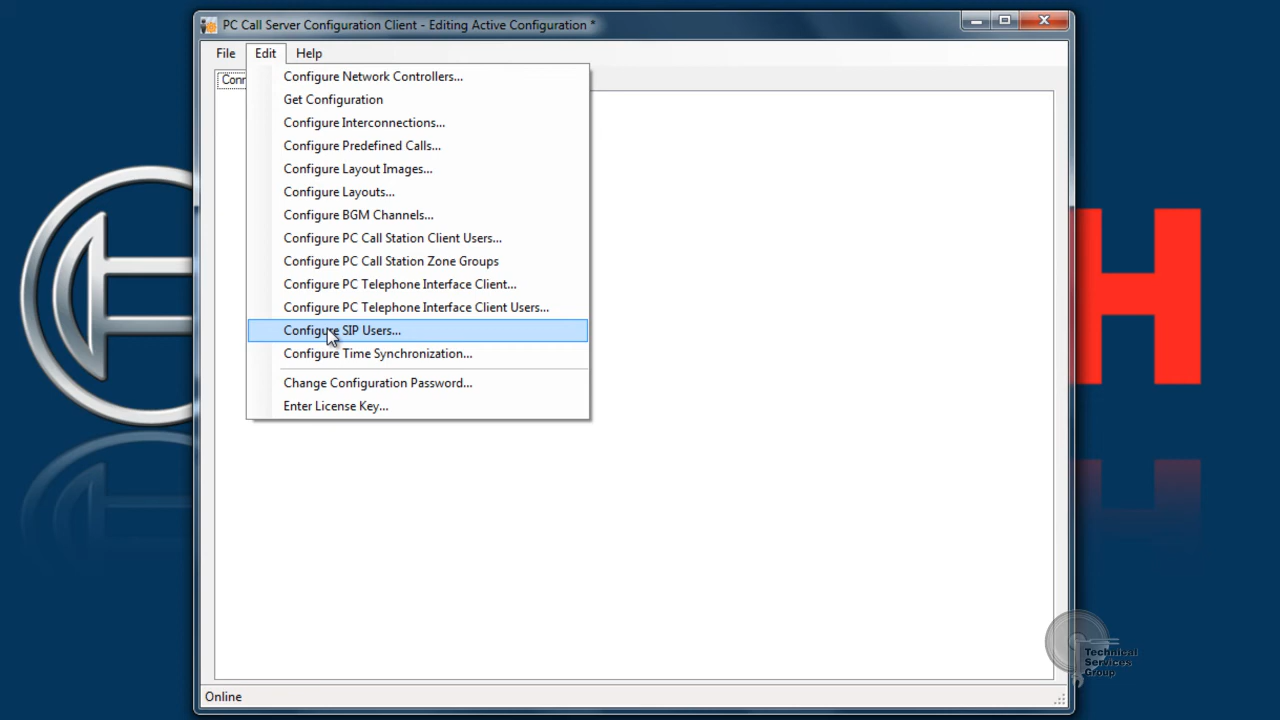 PC Call Server Configuration Client - Editing Active Configuration *
File Edit Help
Conn
Configure Network Controllers...
Get Configuration
Configure Interconnections...
Configure Predefined Calls...
Configure Layout Images...
Configure Layouts...
Configure BGM Channels...
Configure PC Call Station Client Users...
Configure PC Call Station Zone Groups
Configure PC Telephone Interface Client...
Configure PC Telephone Interface Client Users...
Configure SIP Users...
Configure Time Synchronization...
Change Configuration Password...
Enter License Key...
H
Technical
Services
Group
Online